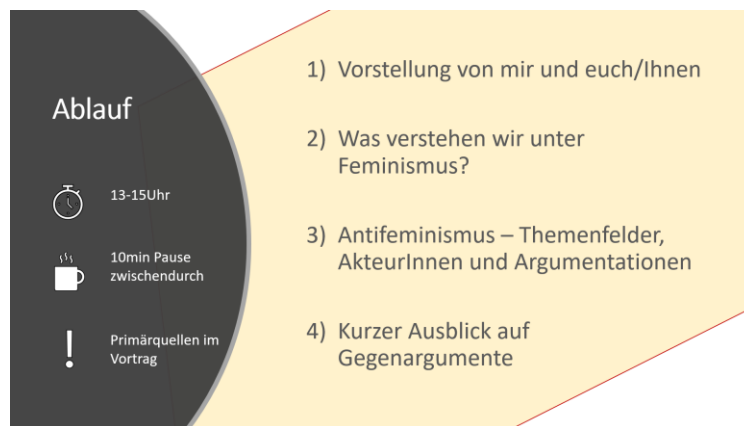 Ablauf
13-15Uhr
10min Pause
zwischendurch
Primärquellen im
Vortrag
1) Vorstellung von mir und euch/Ihnen
2) Was verstehen wir unter
Feminismus?
3) Antifeminismus – Themenfelder,
AkteurInnen und Argumentationen
4) Kurzer Ausblick auf
Gegenargumente